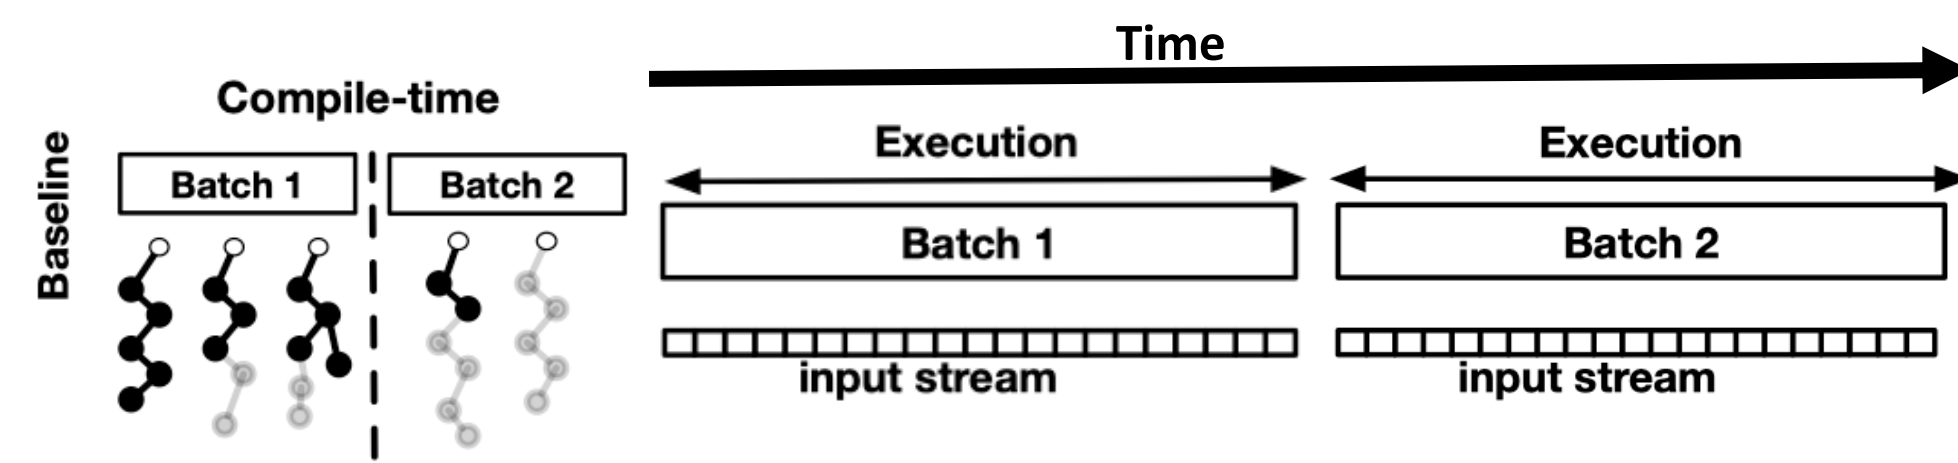 Time
Compile-time
Baseline
Batch 1
Batch 2
Execution
Execution
Batch 1
Batch 2
input stream
input stream